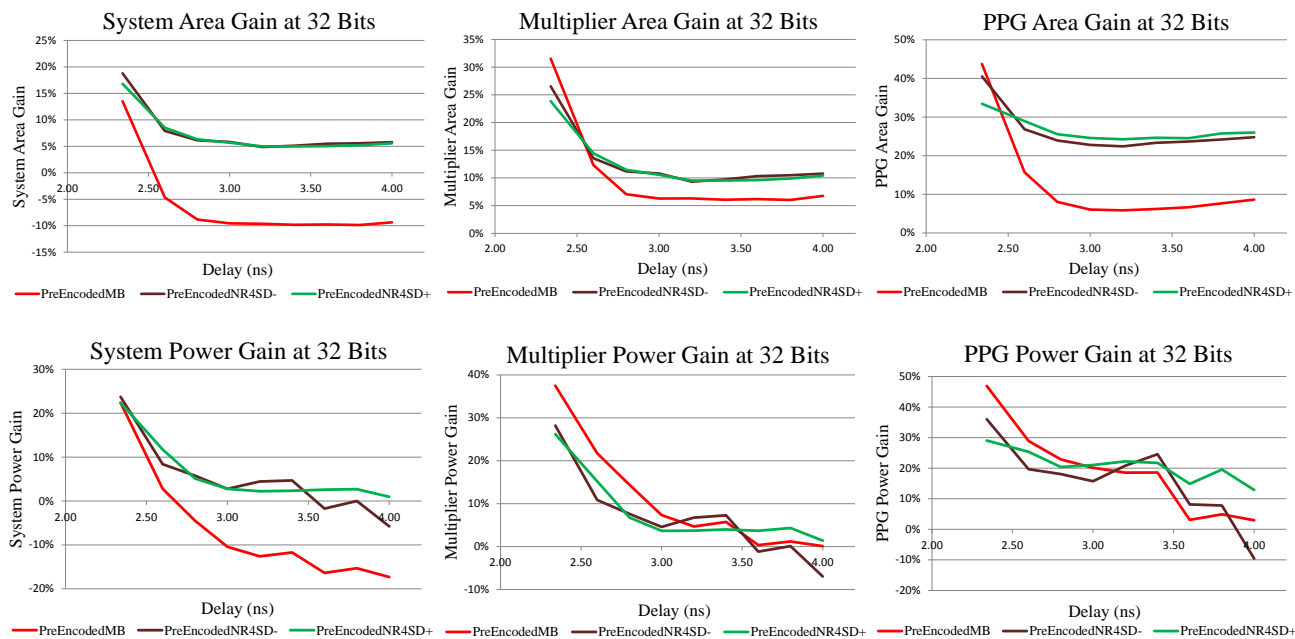 System Area Gain at 32 Bits
System Area Gain
25%
20%
15%
10%
5%
0%
-5%
-10%
-15%
2.00 2.50 3.00 3.50 4.00
Delay (ns)
PreEncodedMB PreEncodedNR4SD- PreEncodedNR4SD+
Multiplier Area Gain at 32 Bits
Multiplier Area Gain
35%
30%
25%
20%
15%
10%
5%
0%
2.00 2.50 3.00 3.50 4.00
Delay (ns)
PreEncodedMB PreEncodedNR4SD- PreEncodedNR4SD+
PPG Area Gain at 32 Bits
PPG Area Gain
50%
40%
30%
20%
10%
0%
2.00 2.50 3.00 3.50 4.00
Delay (ns)
PreEncodedMB PreEncodedNR4SD- PreEncodedNR4SD+
System Power Gain at 32 Bits
System Power Gain
30%
20%
10%
0%
-10%
-20%
2.00 2.50 3.00 3.50 4.00
Delay (ns)
PreEncodedMB PreEncodedNR4SD- PreEncodedNR4SD+
Multiplier Power Gain at 32 Bits
Multiplier Power Gain
40%
30%
20%
10%
0%
-10%
2.00 2.50 3.00 3.50 4.00
Delay (ns)
PreEncodedMB PreEncodedNR4SD- PreEncodedNR4SD+
PPG Power Gain at 32 Bits
PPG Power Gain
50%
40%
30%
20%
10%
0%
-10%
-20%
2.00 2.50 3.00 3.50 4.00
Delay (ns)
PreEncodedMB PreEncodedNR4SD- PreEncodedNR4SD+